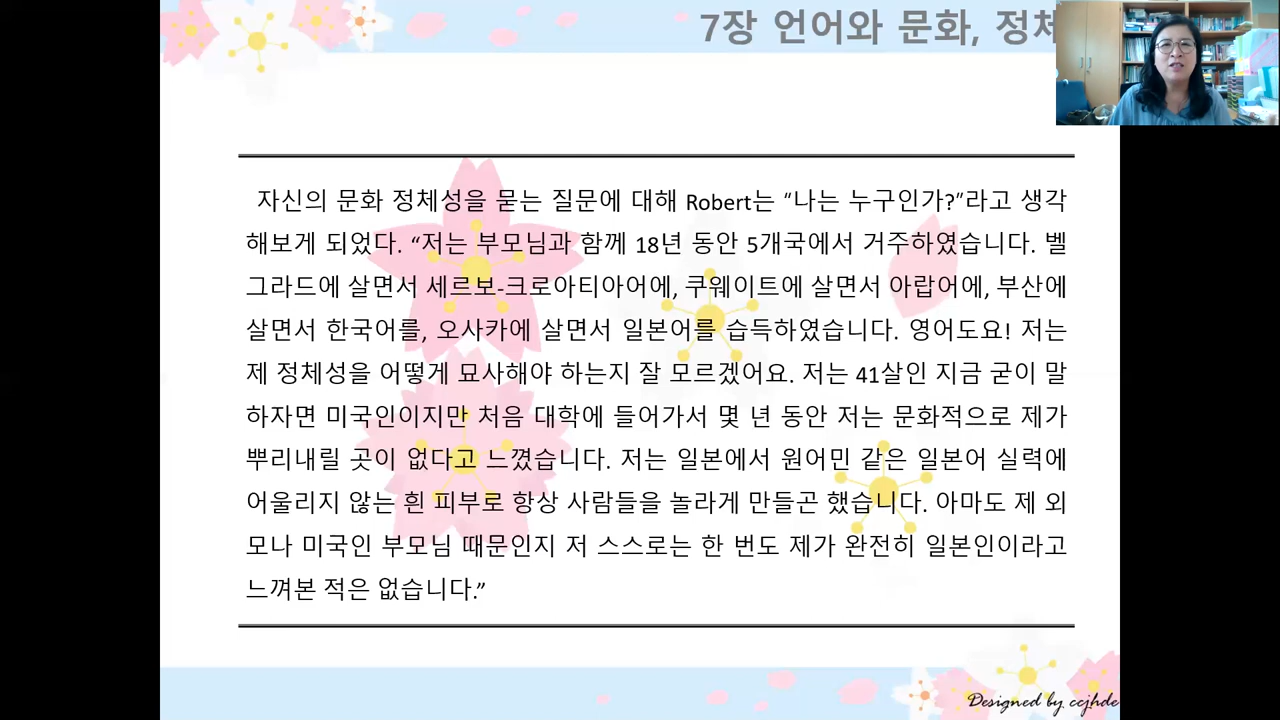 7장 언어와 문화, 정체
자신의 문화 정체성을 묻는 질문에 대해 Robert는 “나는 누구인가?”라고 생각
해보게 되었다. “저는 부모님과 함께 18년 동안 5개국에서 거주하였습니다. 벨
그라드에 살면서 세르보-크로아티아어에, 쿠웨이트에 살면서 아랍어에, 부산에
살면서 한국어를, 오사카에 살면서 일본어를 습득하였습니다. 영어도요! 저는
제 정체성을 어떻게 묘사해야 하는지 잘 모르겠어요. 저는 41살인 지금 굳이 말
하자면 미국인이지만 처음 대학에 들어가서 몇 년 동안 저는 문화적으로 제가
뿌리내릴 곳이 없다고 느꼈습니다. 저는 일본에서 원어민 같은 일본어 실력에
어울리지 않는 흰 피부로 항상 사람들을 놀라게 만들곤 했습니다. 아마도 제 외
모나 미국인 부모님 때문인지 저 스스로는 한 번도 제가 완전히 일본인이라고
느껴본 적은 없습니다.”
Designed by ccjhde